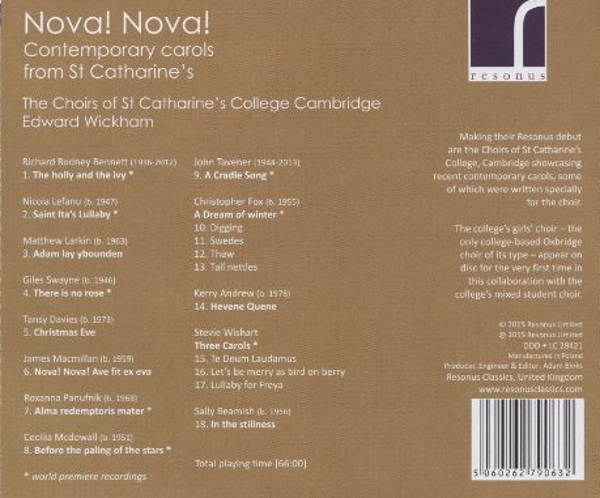 Nova! Nova!
Contemporary carols
from St Catharine's
The Choirs of St Catharine's College Cambridge
Edward Wickham
Richard Rodney Bennett (1936-2012)
1. The holly and the ivy *
Nicola Lefanu (b. 1947)
2. Saint Ita's Lullaby *
Matthew Larkin (b. 1963)
3. Adam lay ybounden
Giles Swayne (b. 1946)
4. There is no rose *
Tansy Davies (b. 1973)
5. Christmas Eve
James Macmillan (b. 1959)
6. Nova! Nova! Ave fit ex eva
Roxanna Panufnik (b. 1968)
7. Alma redemptoris mater *
Cecilia Mcdowall (b. 1951)
8. Before the paling of the stars *
* world premiere recordings
John Tavener (1944-2013)
9. A Cradle Song *
Christopher Fox (b. 1955)
A Dream of winter *
10. Digging
11. Swedes
12. Thaw
13. Tall nettles
Kerry Andrew (b. 1978)
14. Hevene Quene
Stevie Wishart
Three Carols *
15. Te Deum Laudamus
16. Let's be merry as bird on berry
17. Lullaby for Freya
Sally Beamish (b. 1956)
18. In the stillness
Total playing time [66:00]
resonus
Making their Resonus debut
are the Choirs of St Catharine's
College, Cambridge showcasing
recent contemporary carols, some
of which were written specially
for the choir.
The college's girls' choir – the
only college-based Oxbridge
choir of its type – appear on
disc for the very first time in
this collaboration with the
college's mixed student choir.
℗ 2015 Resonus Limited
© 2015 Resonus Limited
DDD • LC 28421
Manufactured in Poland
Producer, Engineer & Editor: Adam Binks
Resonus Classics, United Kingdom
www.resonusclassics.com
5 060262 790632